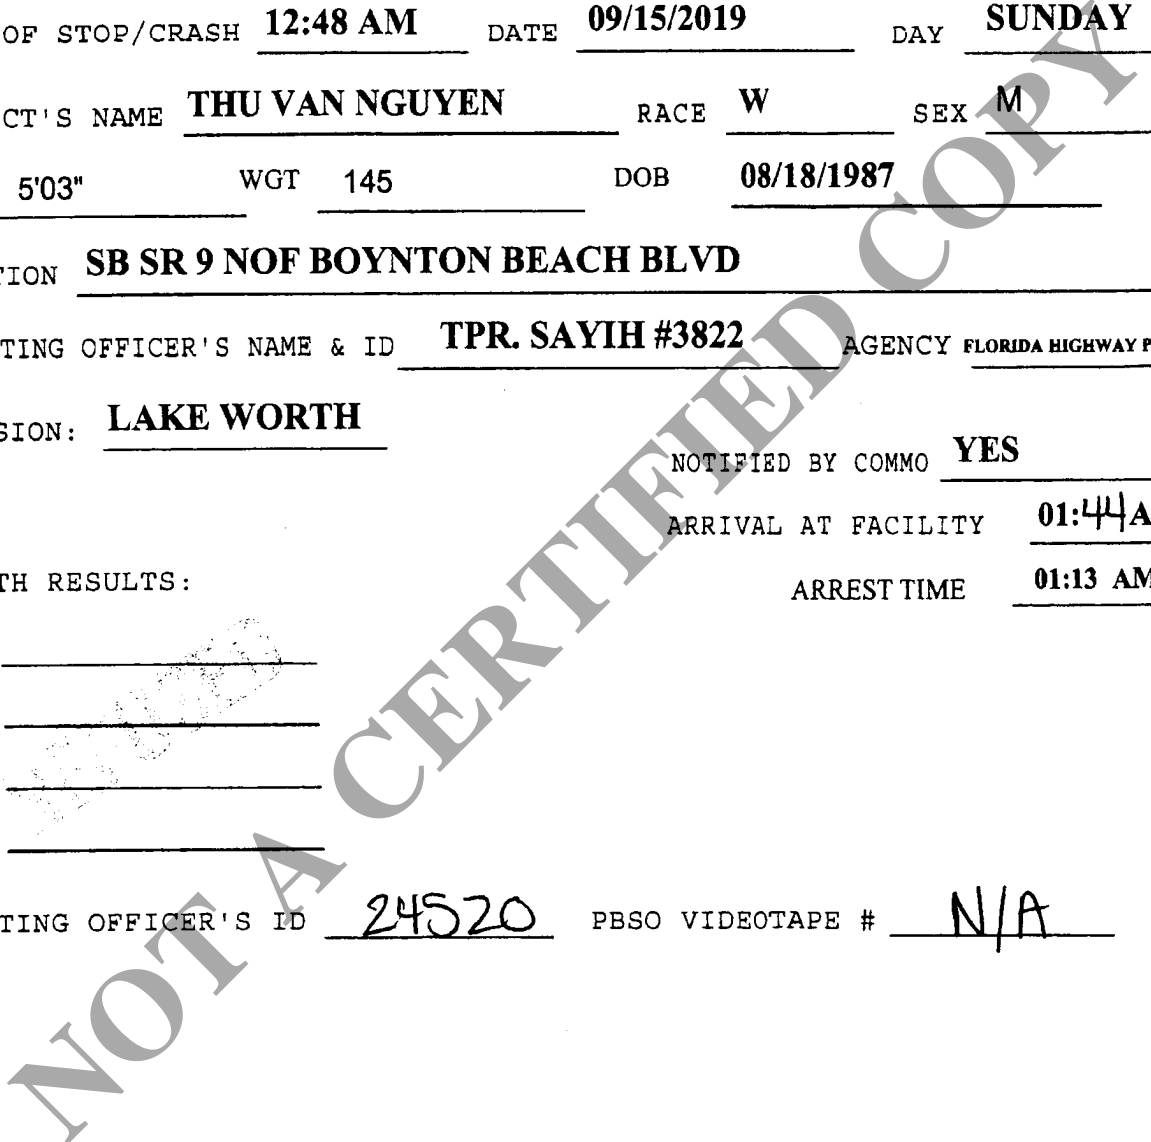 OF STOP/CRASH 12:48 AM DATE 09/15/2019 DAY SUNDAY
CT'S NAME THU VAN NGUYEN RACE W SEX M
5'03" WGT 145 DOB 08/18/1987
TION SB SR 9 NOF BOYNTON BEACH BLVD
TING OFFICER'S NAME & ID TPR. SAYIH #3822 AGENCY FLORIDA HIGHWAY P
SION: LAKE WORTH
NOTIFIED BY COMMO YES
ARRIVAL AT FACILITY 01:44 A
TH RESULTS:
ARREST TIME 01:13 AM
TING OFFICER'S ID 24520 PBSO VIDEOTAPE # N/A
NOT A CERTIFIED COPY